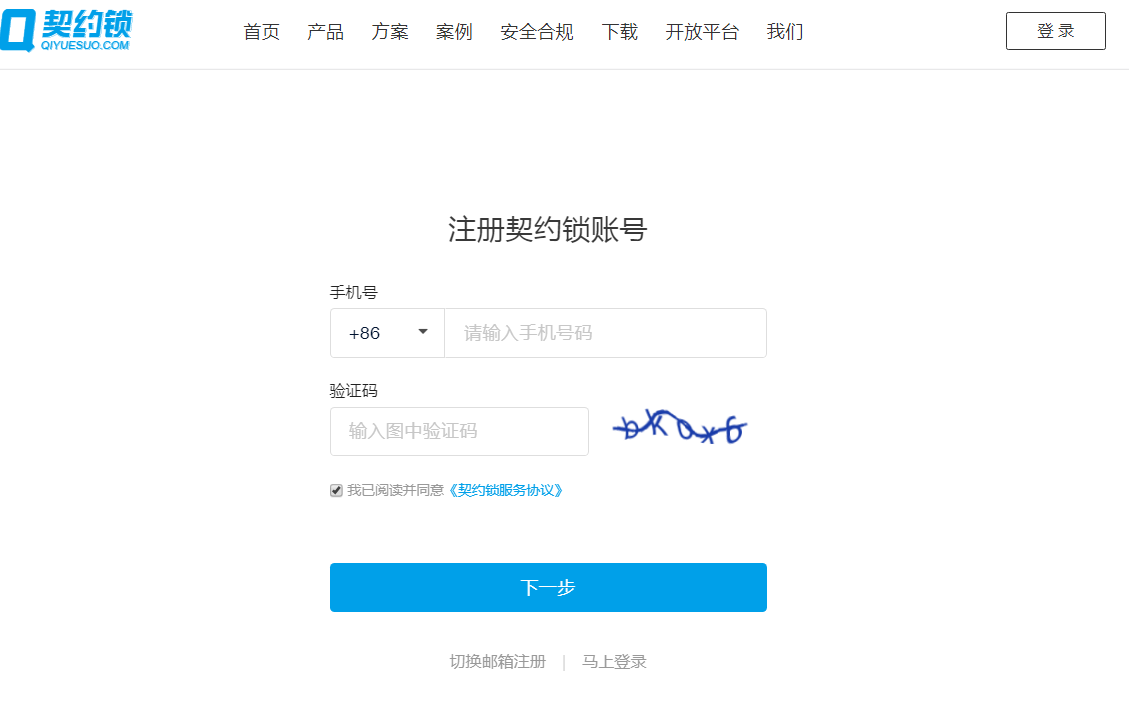 契约锁
QIYUESUO.COM
首页 产品 方案 案例 安全合规 下载 开放平台 我们 登录
注册契约锁账号
手机号
+86 请输入手机号码
验证码
输入图中验证码
我已阅读并同意《契约锁服务协议》
下一步
切换邮箱注册 | 马上登录